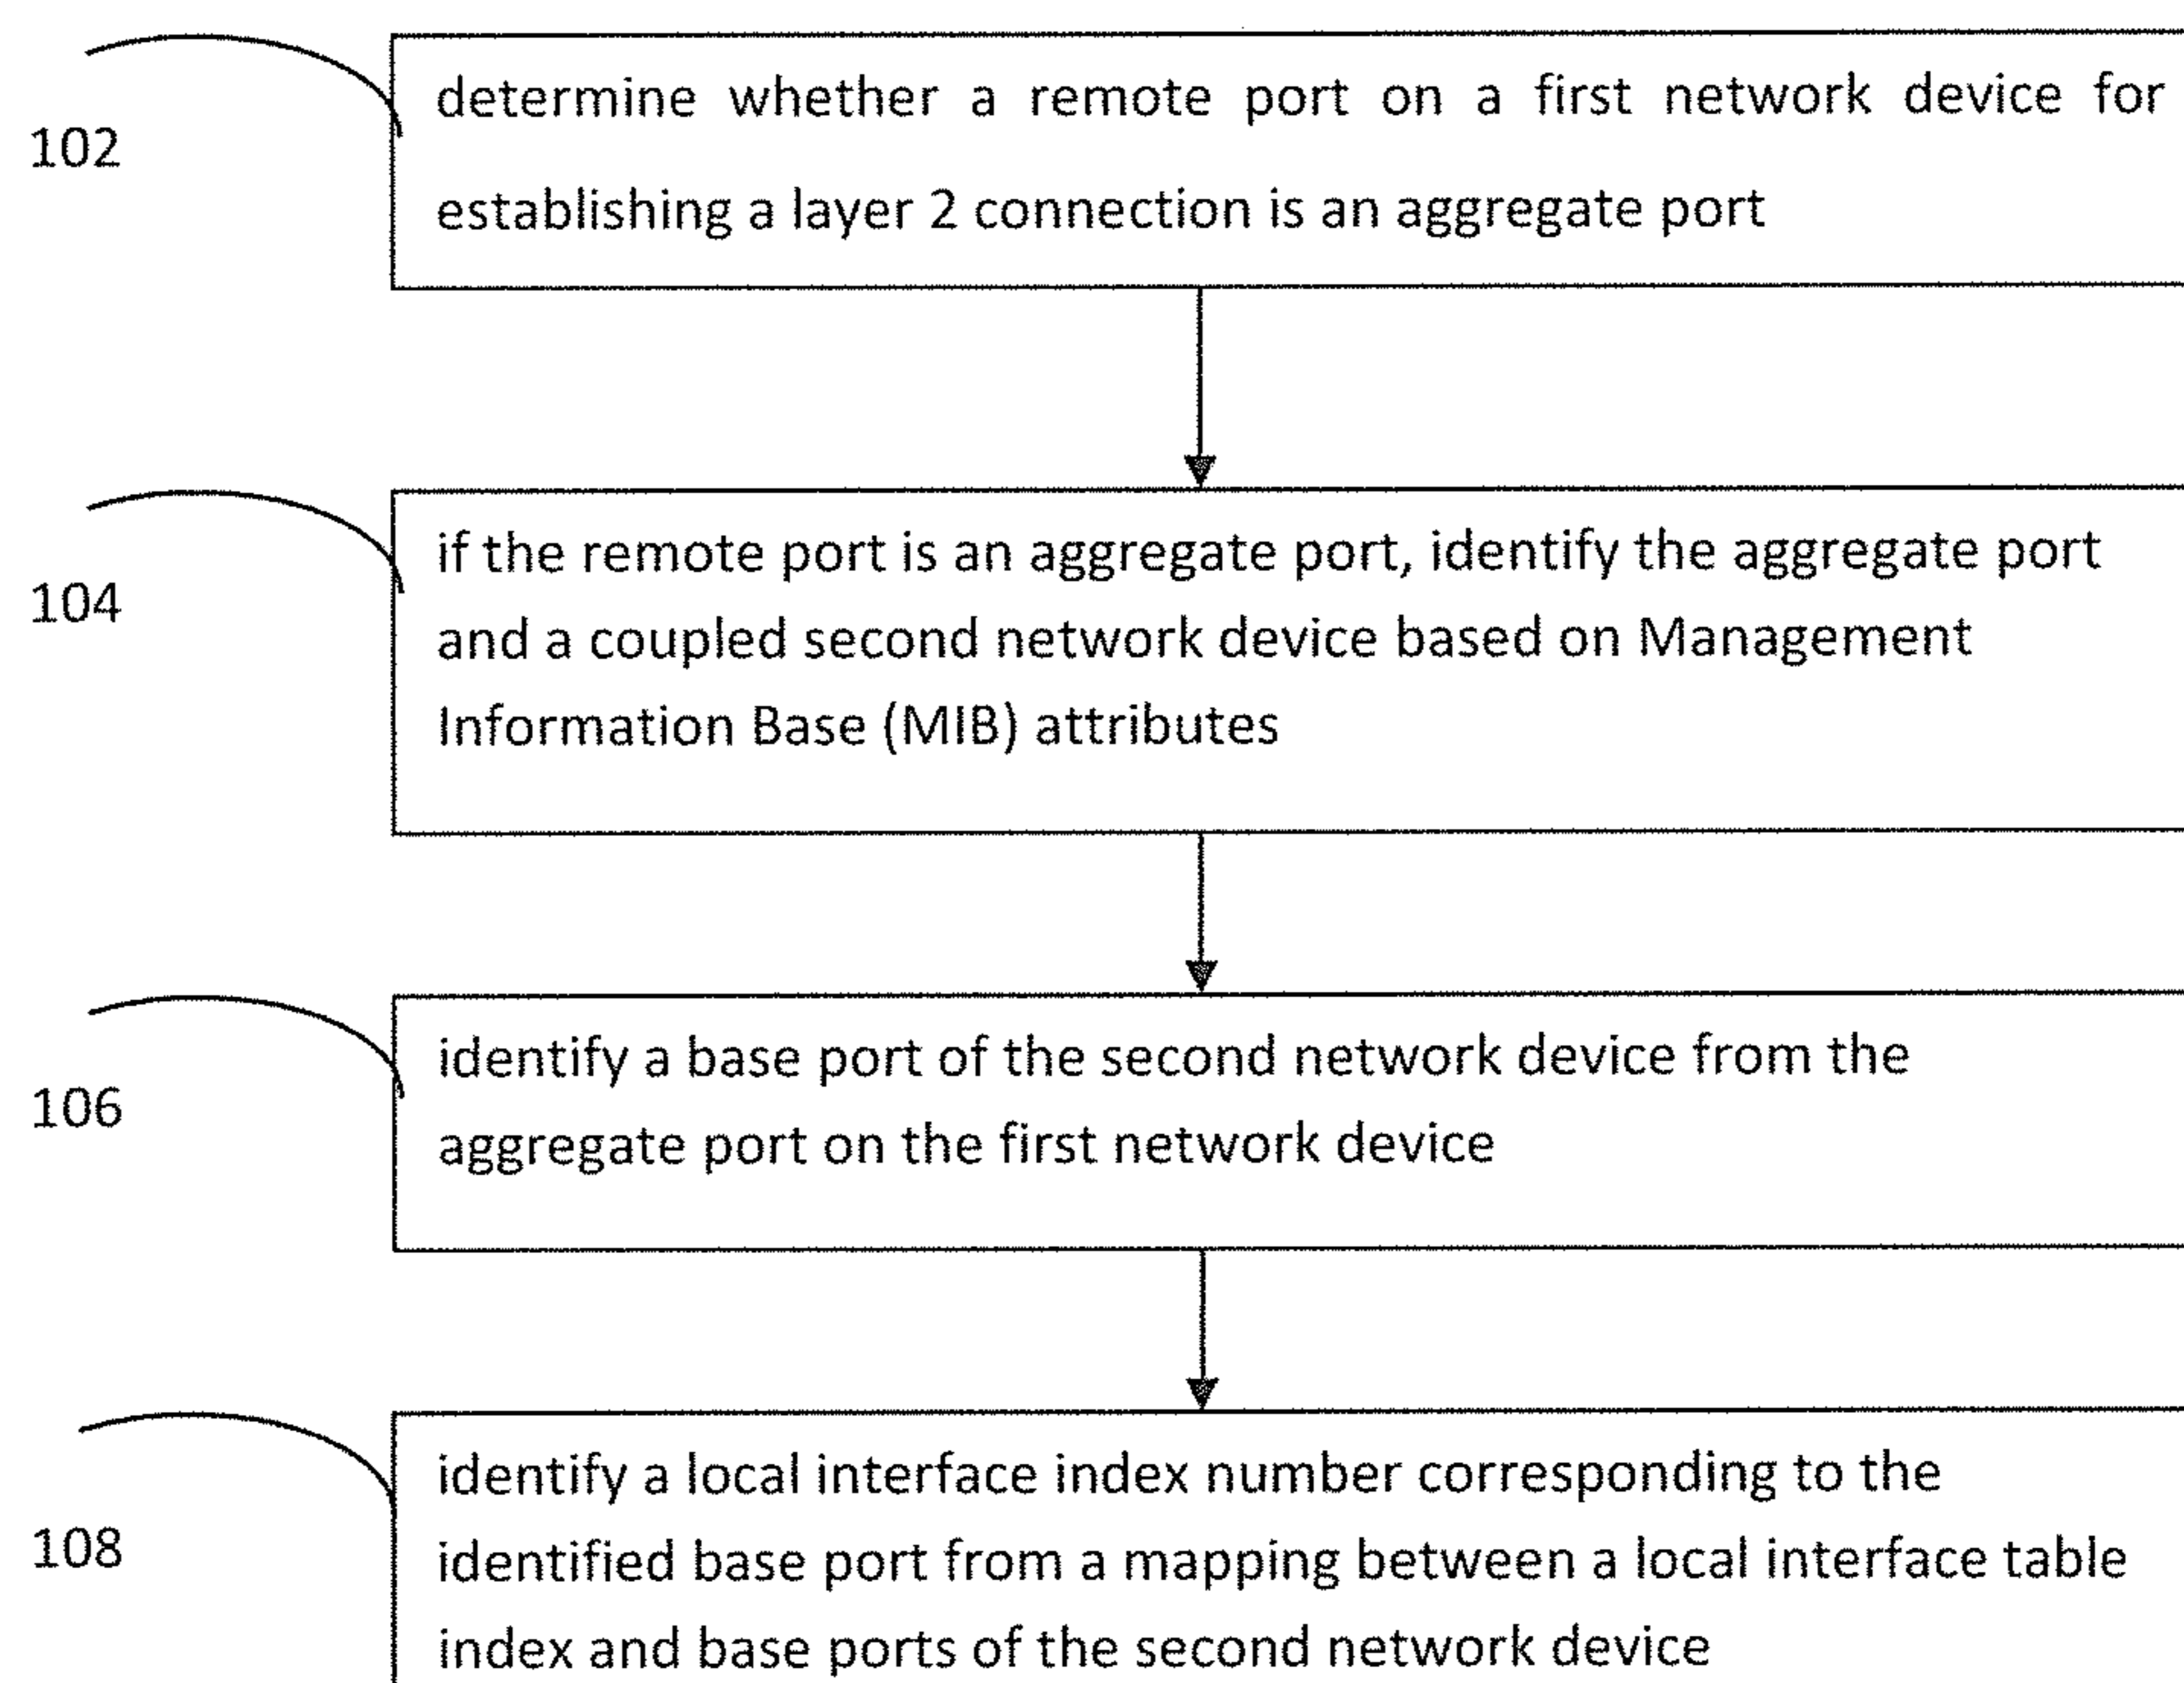 102
determine whether a remote port on a first network device for
establishing a layer 2 connection is an aggregate port
104
if the remote port is an aggregate port, identify the aggregate port
and a coupled second network device based on Management
Information Base (MIB) attributes
106
identify a base port of the second network device from the
aggregate port on the first network device
108
identify a local interface index number corresponding to the
identified base port from a mapping between a local interface table
index and base ports of the second network device